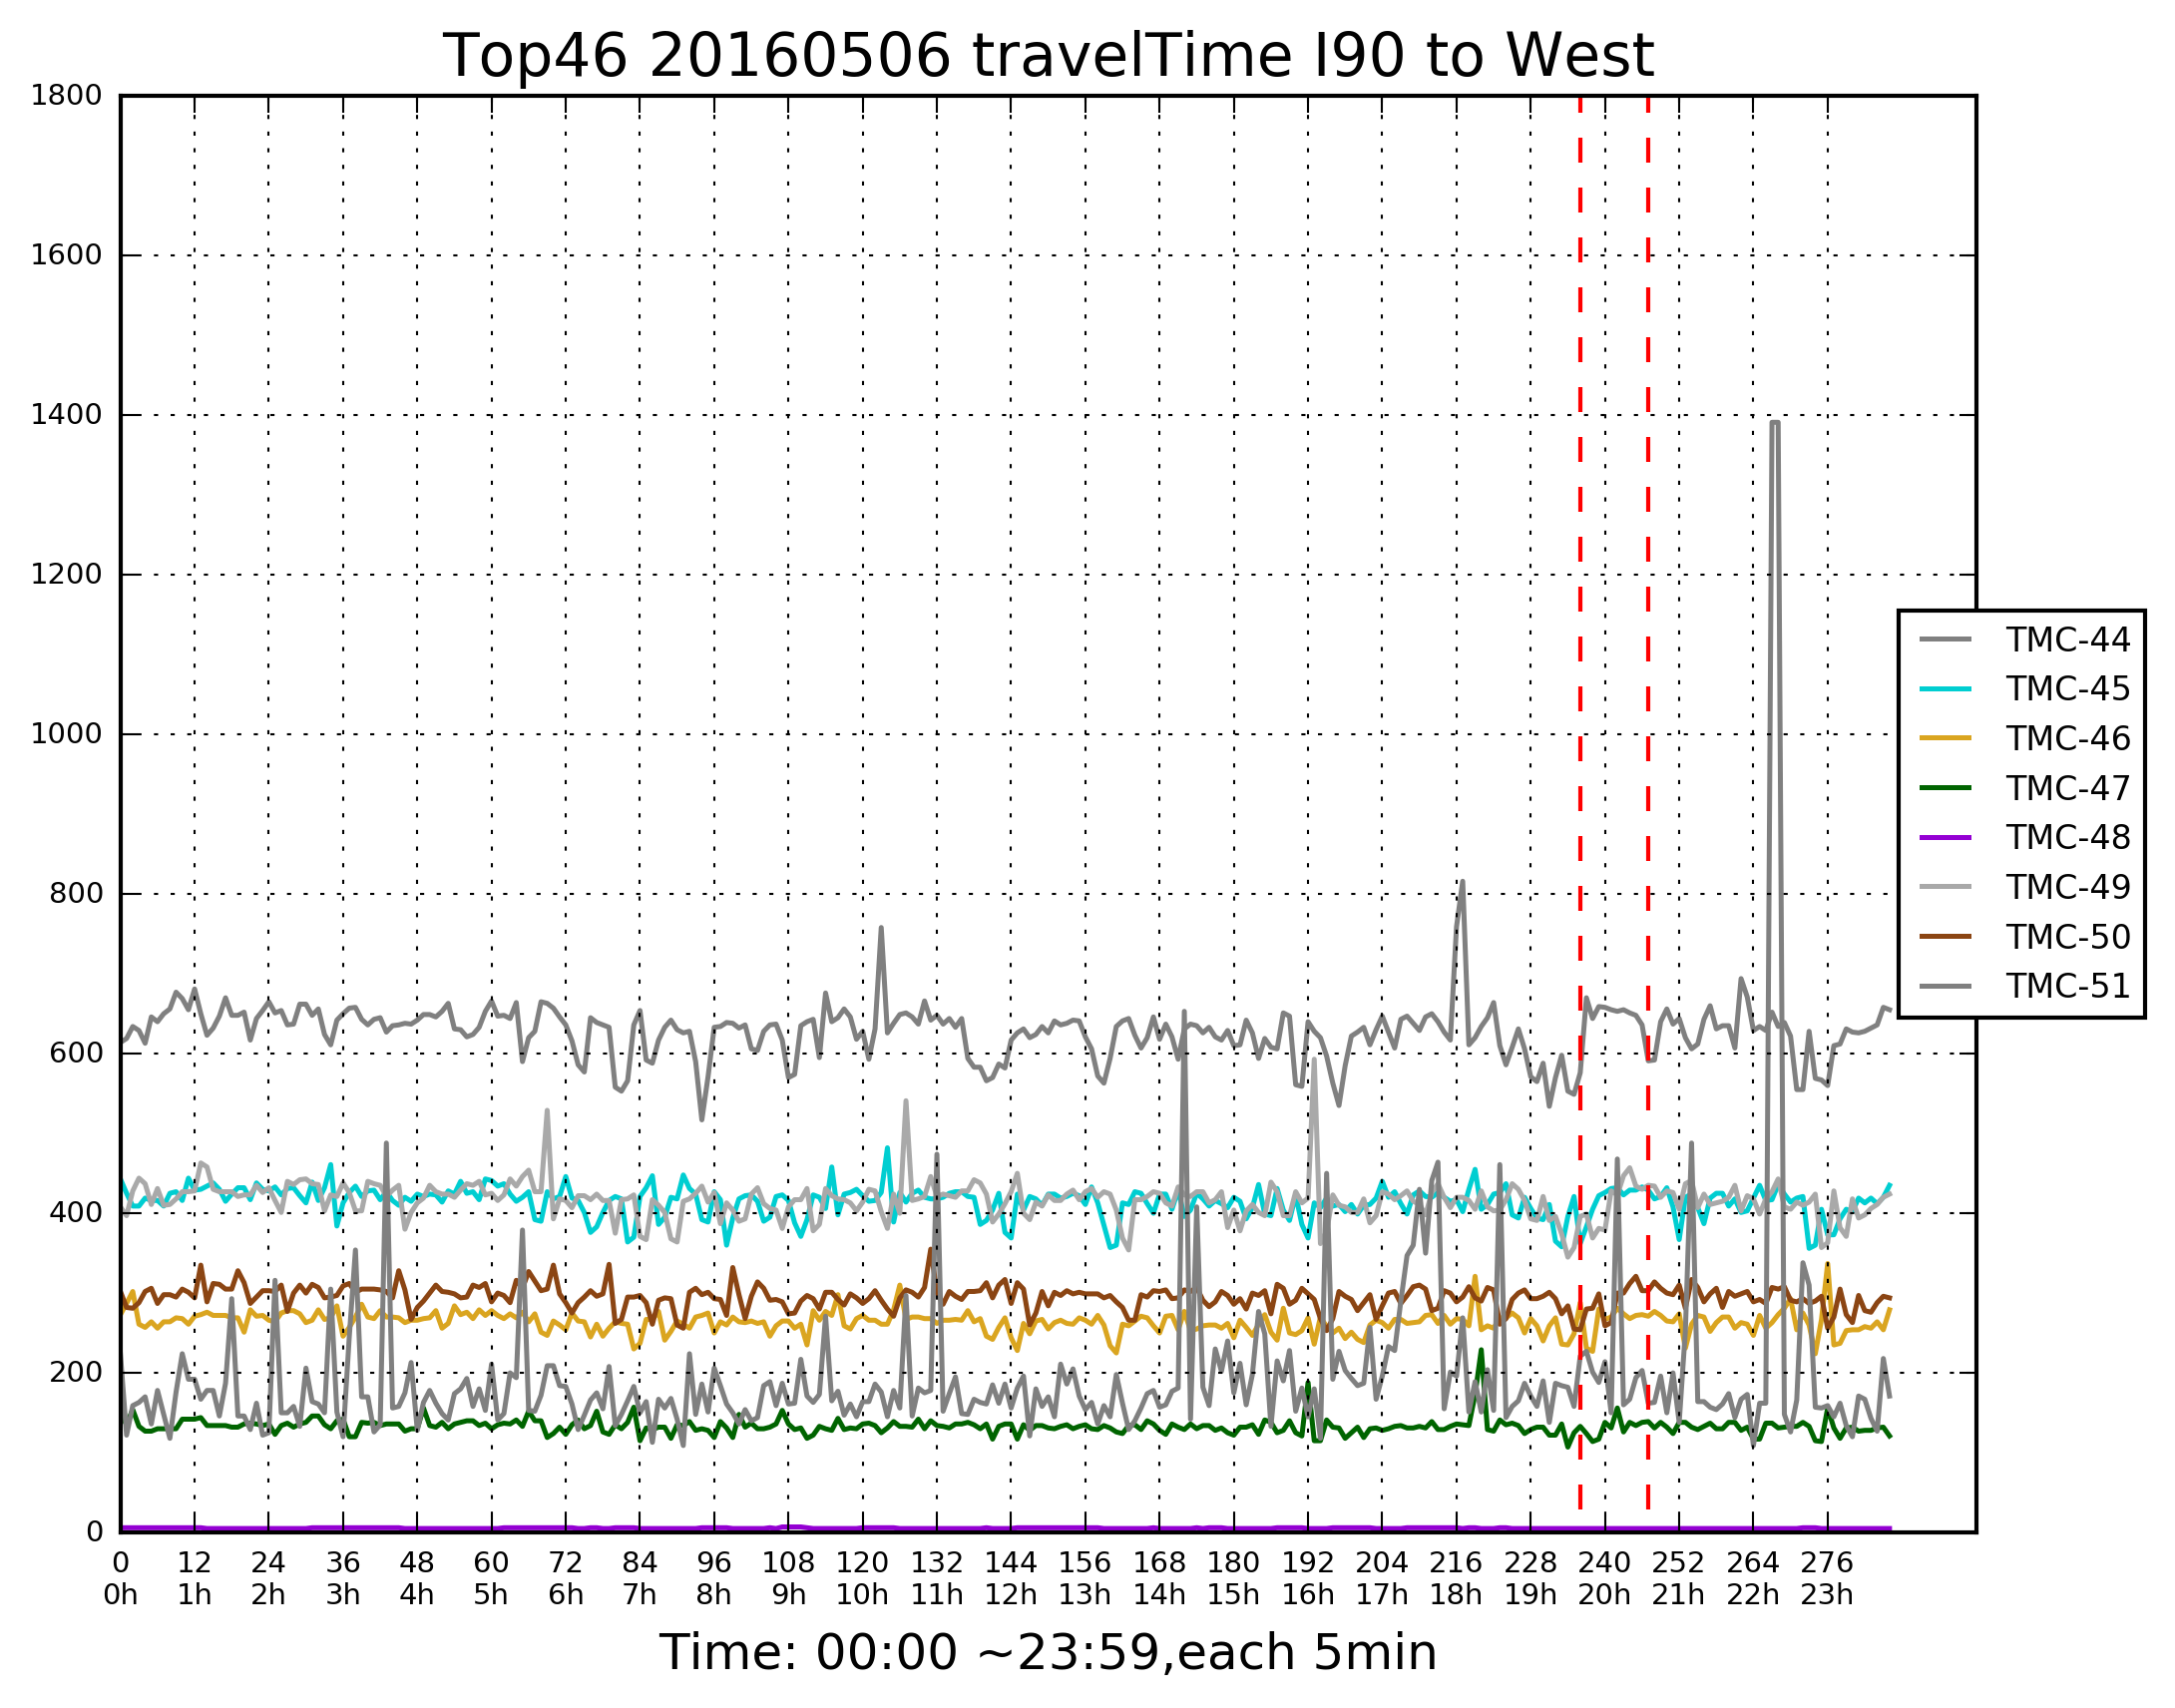 Top46 20160506 travelTime I90 to West
1800
1600
1400
1200
1000
800
600
400
200
0
TMC-44
TMC-45
TMC-46
TMC-47
TMC-48
TMC-49
TMC-50
TMC-51
0 12 24 36 48 60 72 84 96 108 120 132 144 156 168 180 192 204 216 228 240 252 264 276
0h 1h 2h 3h 4h 5h 6h 7h 8h 9h 10h 11h 12h 13h 14h 15h 16h 17h 18h 19h 20h 21h 22h 23h
Time: 00:00 ~23:59,each 5min